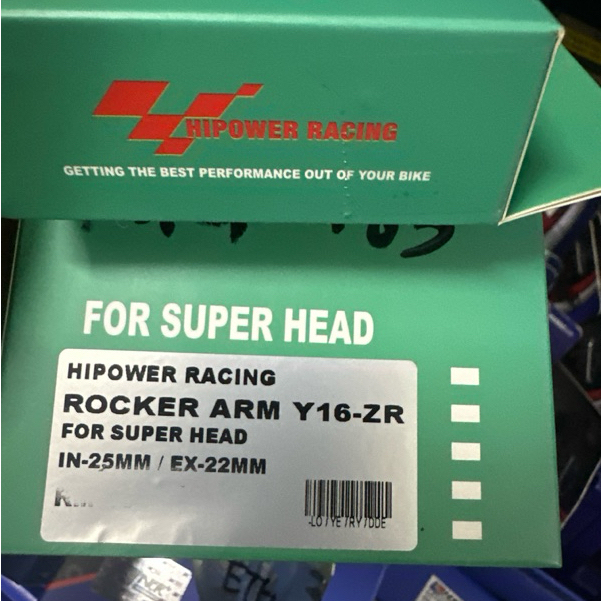 HIPOWER RACING
GETTING THE BEST PERFORMANCE OUT OF YOUR BIKE
FOR SUPER HEAD
HIPOWER RACING
ROCKER ARM Y16-ZR
FOR SUPER HEAD
IN-25MM / EX-22MM